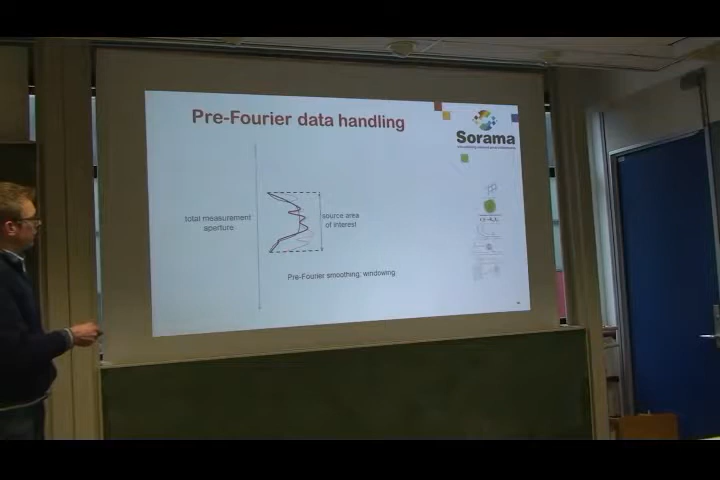 Pre-Fourier data handling
Sorama
total measurement
aperture
source area
of interest
Pre-Fourier smoothing; windowing